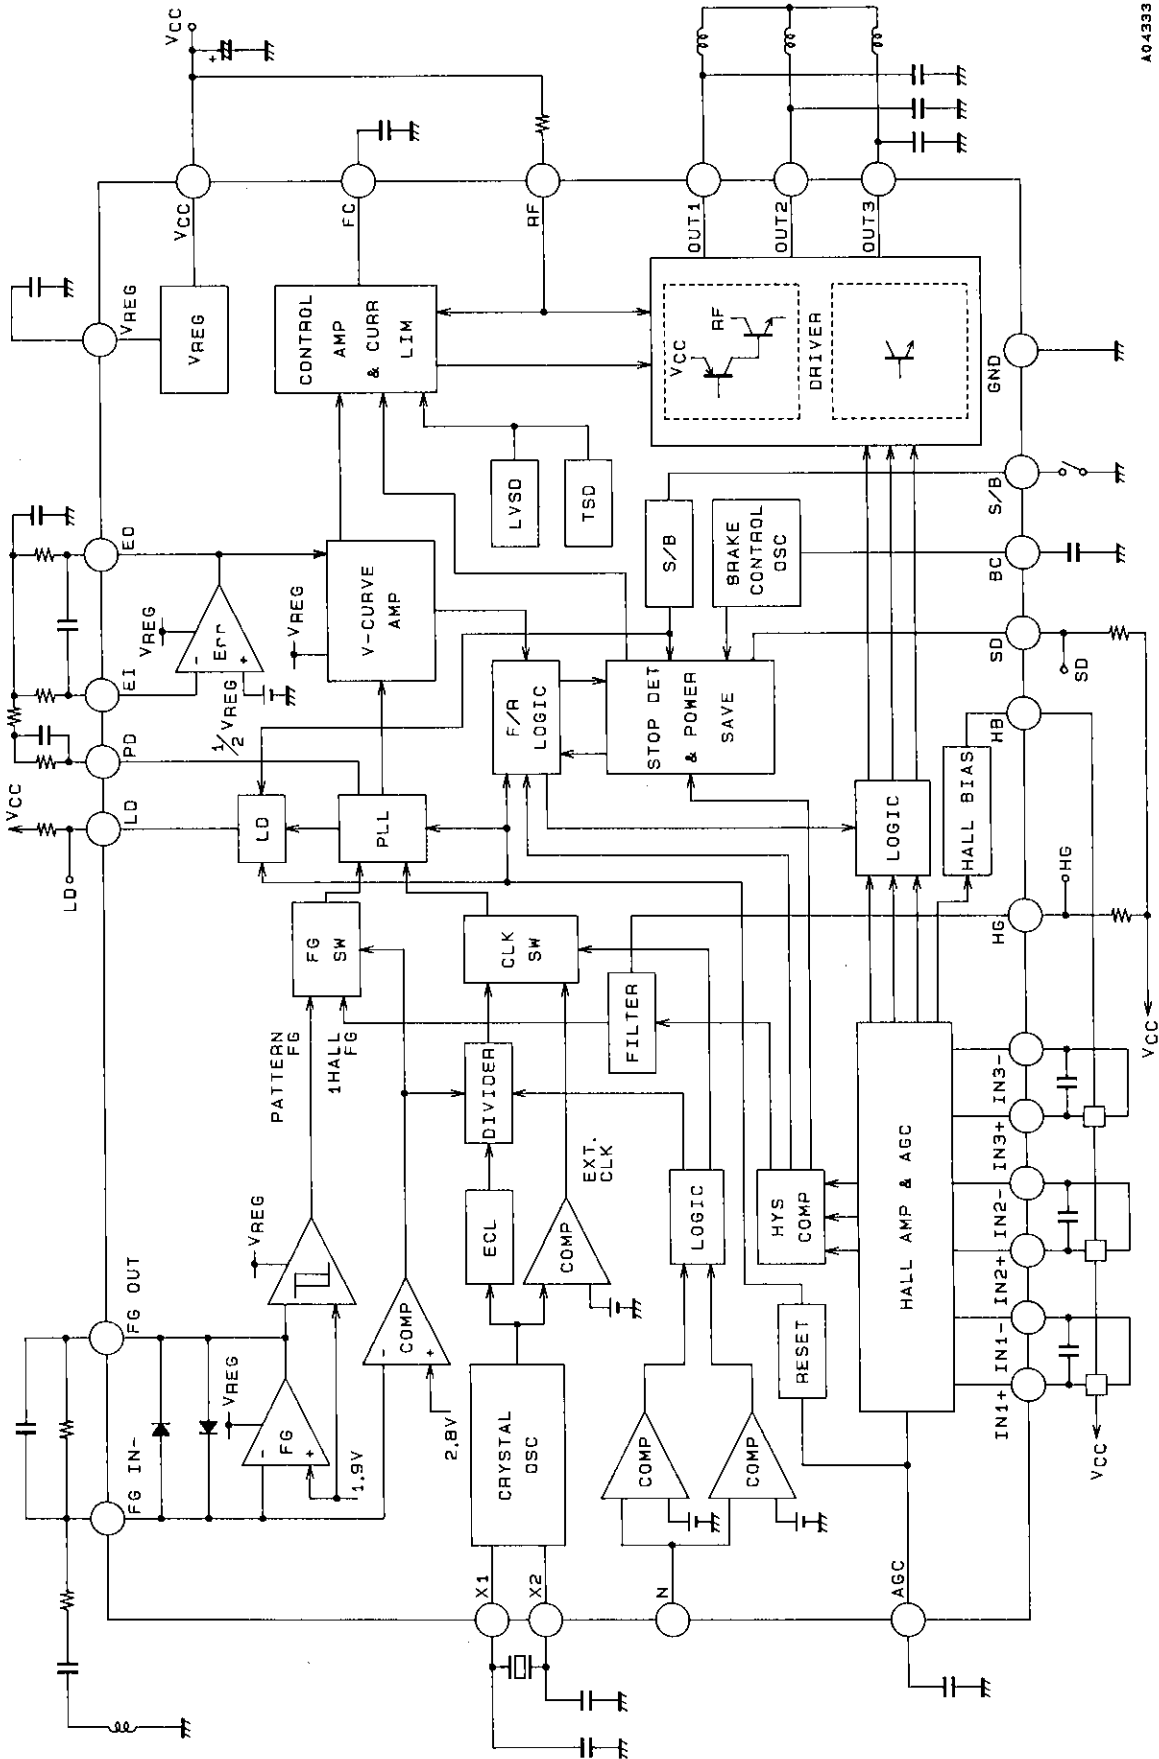 A04333
VCC
VCC
FC
RF
OUT1
OUT2
OUT3
VREG
VREG
CONTROL
AMP
& CURR
LIM
VCC
RF
DRIVER
GND
LVSD
TSD
S/B
S/B
BRAKE
CONTROL
OSC
BC
EO
VREG
Err
-
+
EI
1/2 VREG
VREG
V-CURVE
AMP
F/R
LOGIC
STOP DET
& POWER
SAVE
SD
SD
HB
PD
VCC
LD
LD
LD
PLL
LOGIC
HALL BIAS
HG
HG
FG
SW
CLK
SW
FILTER
PATTERN
FG
1HALL
FG
DIVIDER
EXT.
CLK
ECL
COMP
LOGIC
HYS
COMP
HALL AMP & AGC
VCC
IN3-
IN3+
IN2-
IN2+
IN1-
IN1+
VCC
FG OUT
VREG
VREG
FG IN-
FG
-
+
1.9V
COMP
-
+
2.8V
CRYSTAL
OSC
COMP
COMP
RESET
X1
X2
N
AGC
+